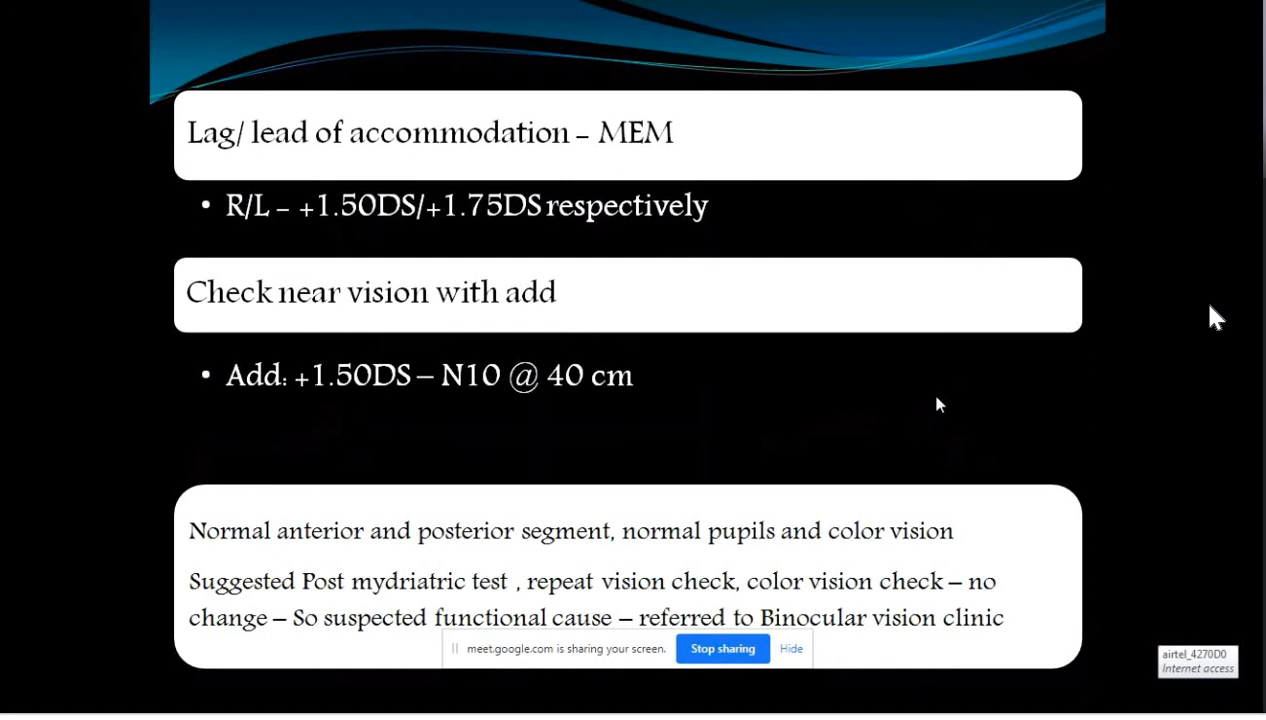 Lag/ lead of accommodation – MEM
• R/L – +1.50DS/+1.75DS respectively
Check near vision with add
• Add: +1.50DS – N10 @ 40 cm
Normal anterior and posterior segment, normal pupils and color vision
Suggested Post mydriatric test , repeat vision check, color vision check – no
change – So suspected functional cause – referred to Binocular vision clinic
meet.google.com is sharing your screen. Stop sharing Hide
airtel_4270D0
Internet access